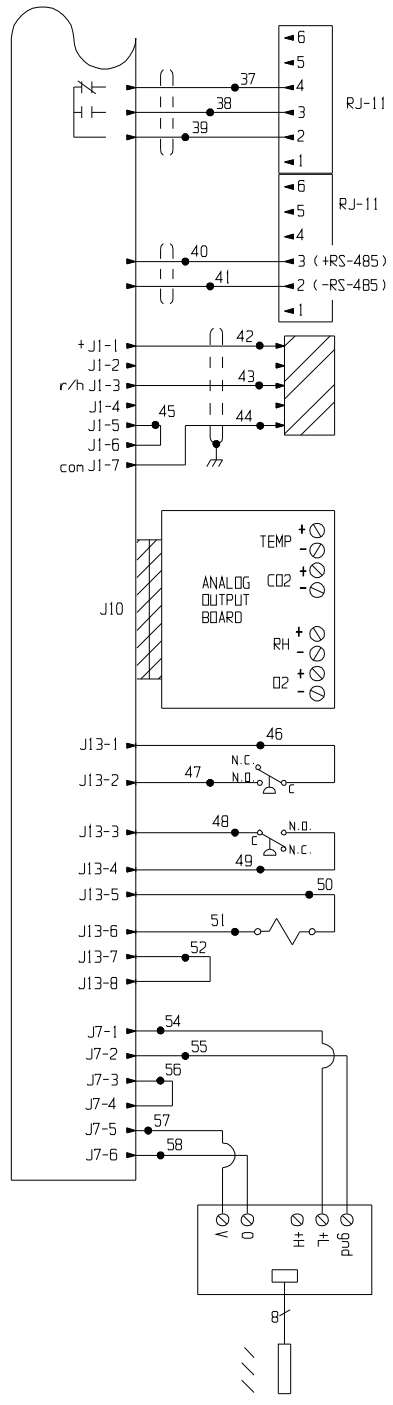 6
5
37
4
RJ-11
38
3
39
2
1
6
5
RJ-11
4
40
3 (+RS-485)
41
2 (-RS-485)
1
+ J1-1
42
J1-2
r/h J1-3
43
J1-4
45
44
J1-5
J1-6
com J1-7
J10
ANALOG
OUTPUT
BOARD
TEMP + -
CO2 + -
RH + -
O2 + -
J13-1
46
N.C.
J13-2
47
N.O.
C
J13-3
48
N.O.
C
N.C.
J13-4
49
J13-5
50
J13-6
51
J13-7
52
J13-8
J7-1
54
J7-2
55
J7-3
56
J7-4
J7-5
57
J7-6
58
V
O
+H
+L
gnd
8